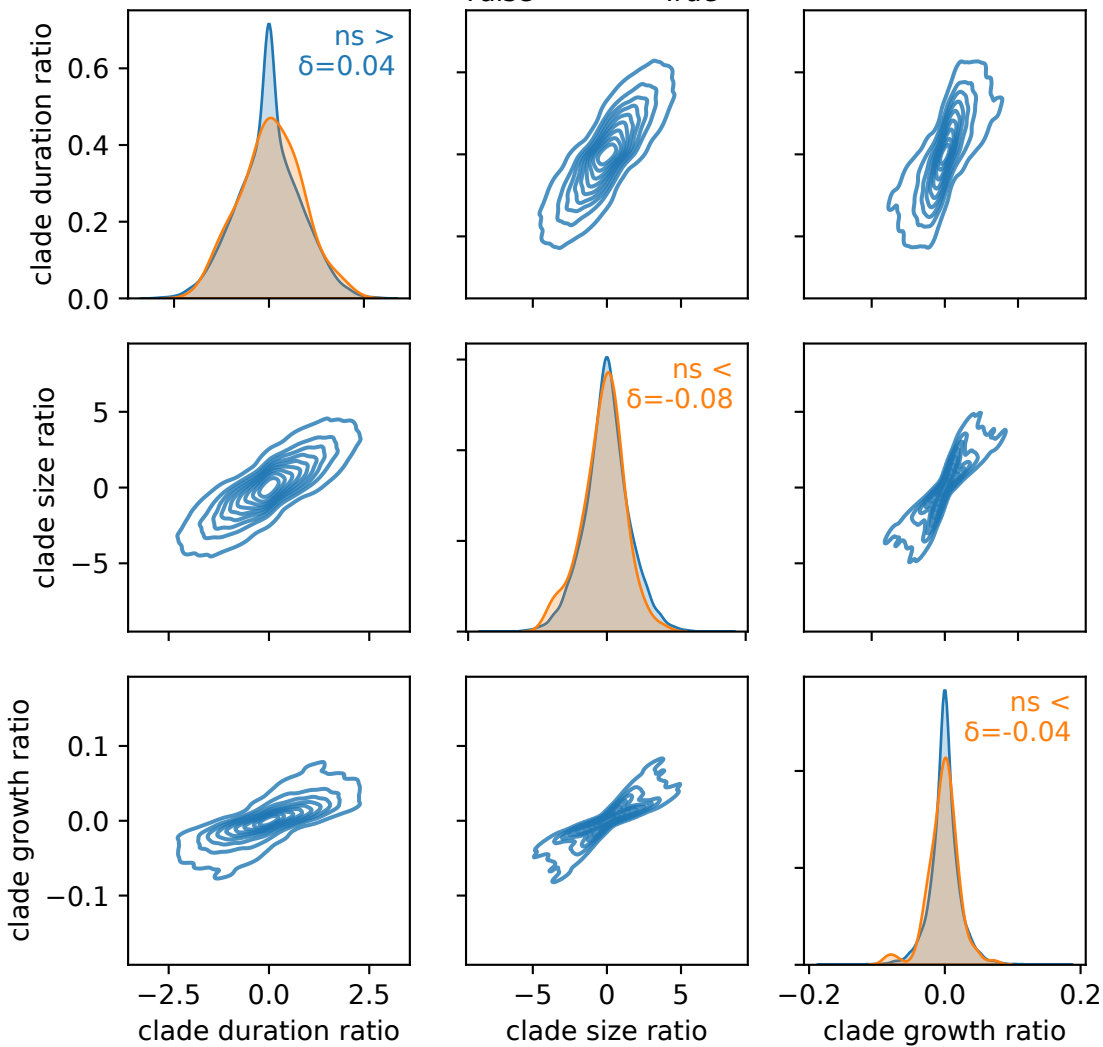 clade duration ratio
0.6
0.4
0.2
0.0
ns >
δ=0.04
clade size ratio
5
0
−5
ns <
δ=-0.08
clade growth ratio
0.1
0.0
−0.1
ns <
δ=-0.04
−2.5 0.0 2.5
−5 0 5
−0.2 0.0 0.2
clade duration ratio
clade size ratio
clade growth ratio